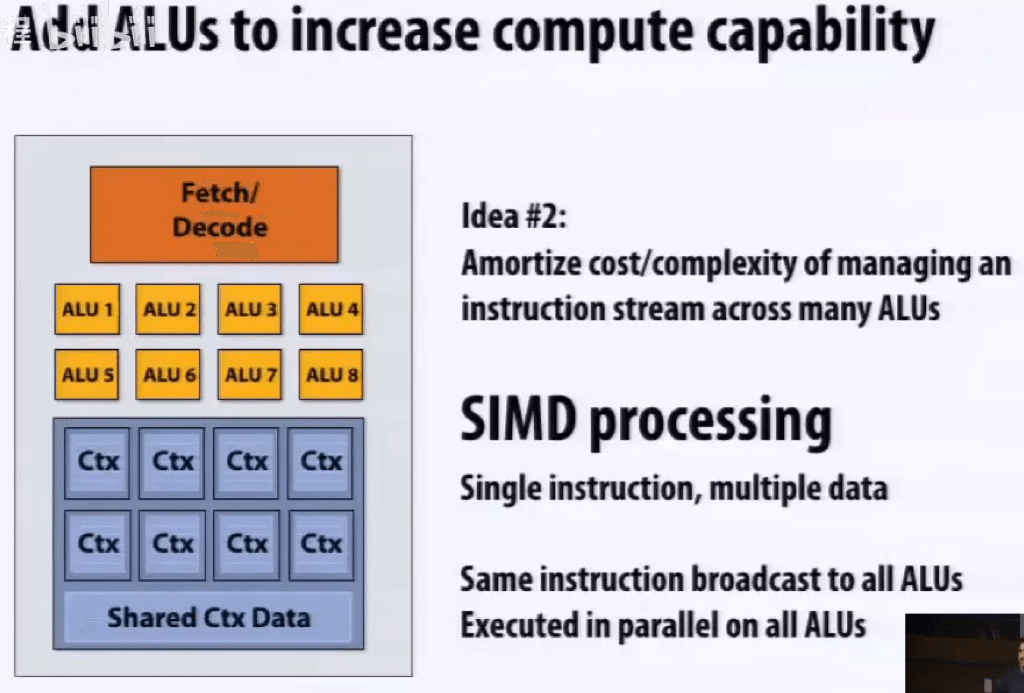 Add ALUs to increase compute capability
Fetch/
Decode
ALU 1 ALU 2 ALU 3 ALU 4
ALU 5 ALU 6 ALU 7 ALU 8
Ctx Ctx Ctx Ctx
Ctx Ctx Ctx Ctx
Shared Ctx Data
Idea #2:
Amortize cost/complexity of managing an
instruction stream across many ALUs
SIMD processing
Single instruction, multiple data
Same instruction broadcast to all ALUs
Executed in parallel on all ALUs